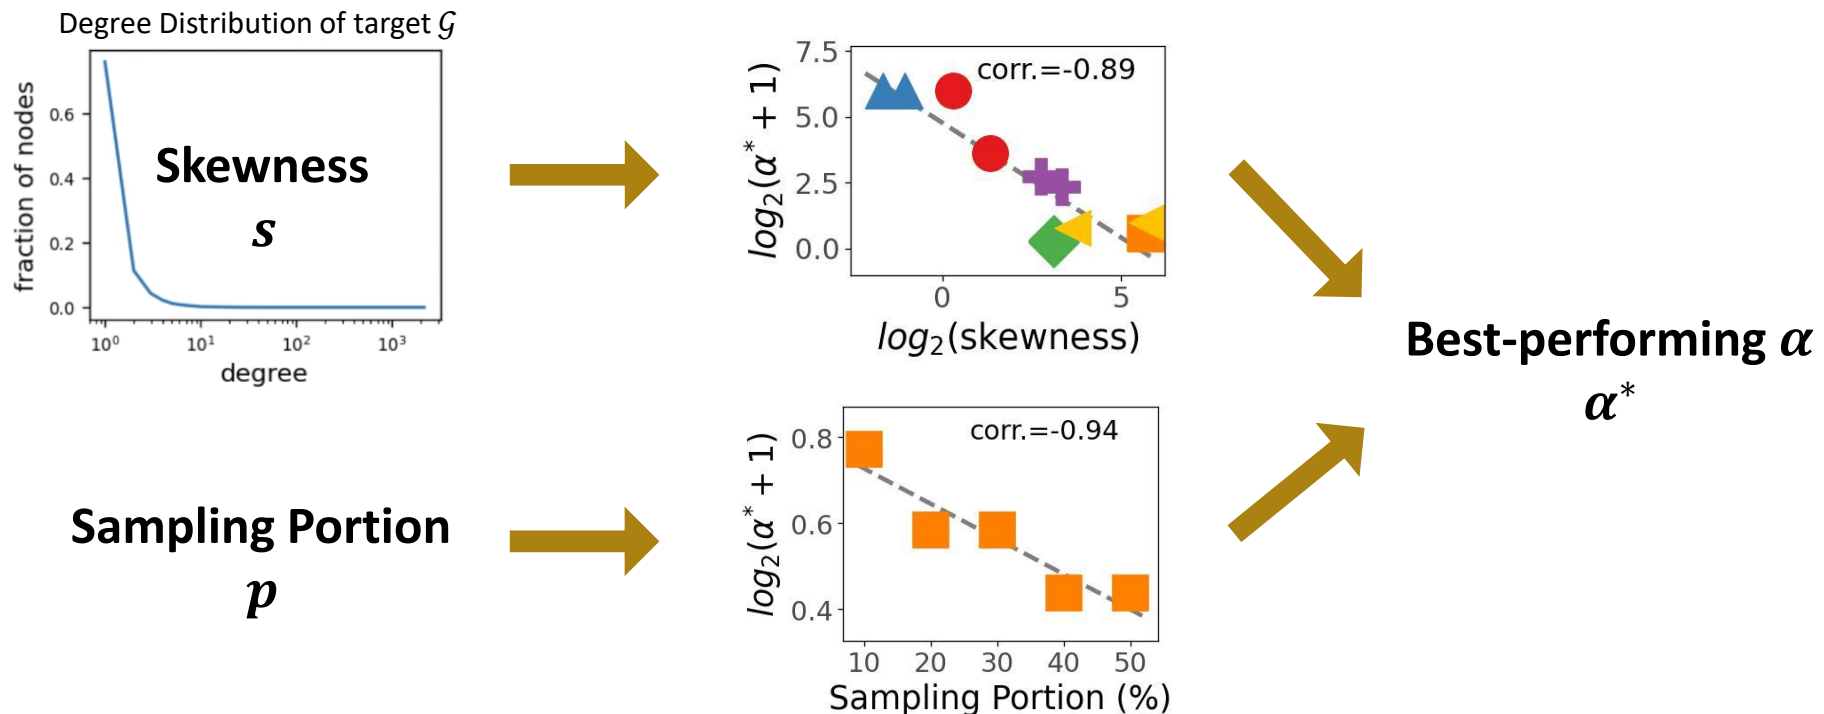 Degree Distribution of target 𝒢
fraction of nodes
0.6
0.4
0.2
0.0
10⁰ 10¹ 10² 10³
degree
Skewness
s
corr.=-0.89
log₂(α* + 1)
7.5
5.0
2.5
0.0
0 5
log₂(skewness)
Best-performing α
α*
Sampling Portion
p
corr.=-0.94
log₂(α* + 1)
0.8
0.6
0.4
10 20 30 40 50
Sampling Portion (%)